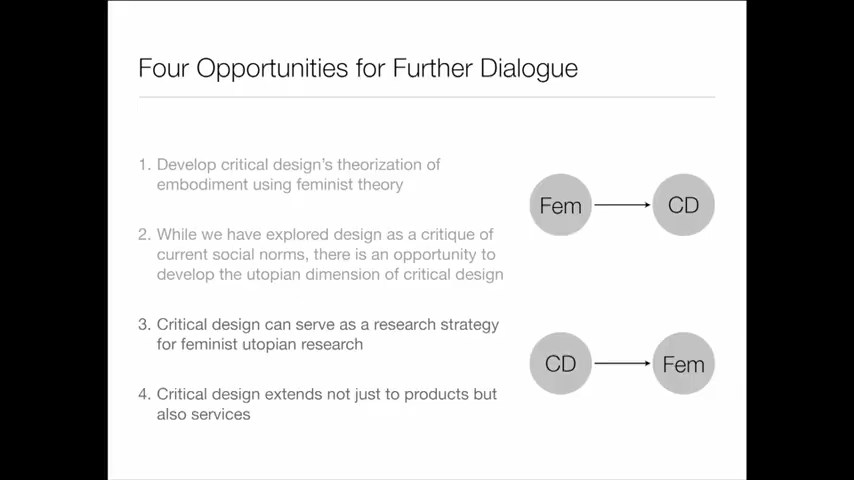 Four Opportunities for Further Dialogue
1. Develop critical design's theorization of
embodiment using feminist theory
2. While we have explored design as a critique of
current social norms, there is an opportunity to
develop the utopian dimension of critical design
Fem
CD
3. Critical design can serve as a research strategy
for feminist utopian research
4. Critical design extends not just to products but
also services
CD
Fem